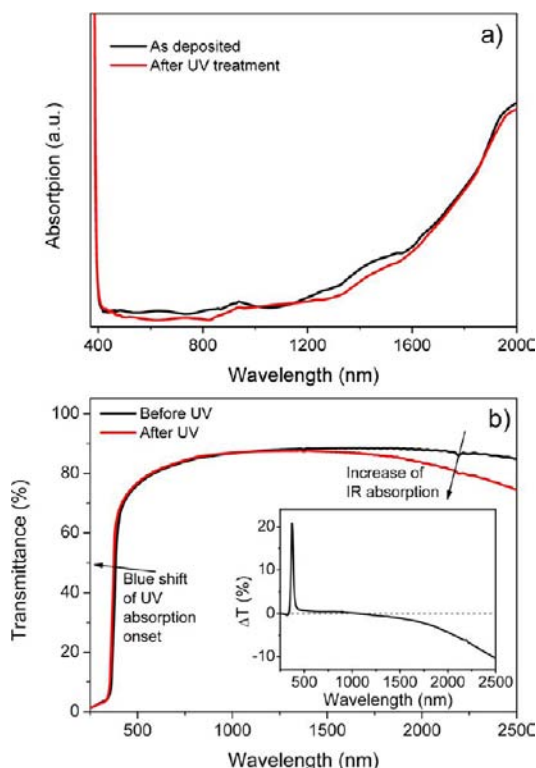 a)
As deposited
After UV treatment
Absortpion (a.u.)
400 800 1200 1600 2000
Wavelength (nm)
b)
Before UV
After UV
Transmittance (%)
100
80
60
40
20
0
Increase of
IR absorption
Blue shift
of UV
absorption
onset
ΔT (%)
20
10
0
-10
500 1000 1500 2000 2500
Wavelength (nm)
500 1000 1500 2000 2500
Wavelength (nm)